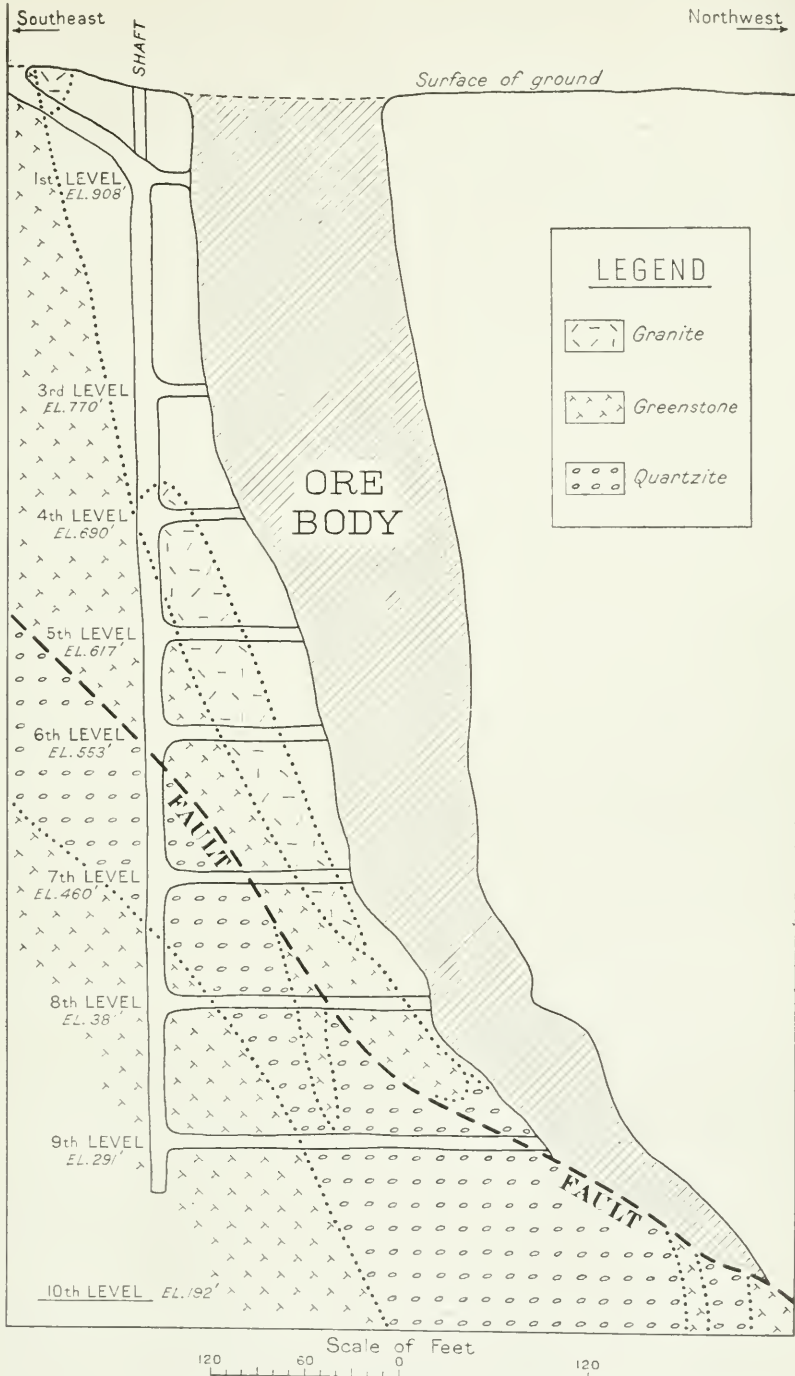 Southeast
Northwest
SHAFT
Surface of ground
1st LEVEL
EL. 908'
LEGEND
Granite
Greenstone
Quartzite
3rd LEVEL
EL. 770'
ORE
BODY
4th LEVEL
EL. 690'
5th LEVEL
EL. 617'
6th LEVEL
EL. 553'
FAULT
7th LEVEL
EL. 460'
8th LEVEL
EL. 38
9th LEVEL
EL. 291'
FAULT
10th LEVEL EL. 192'
Scale of Feet
120 60 0 120